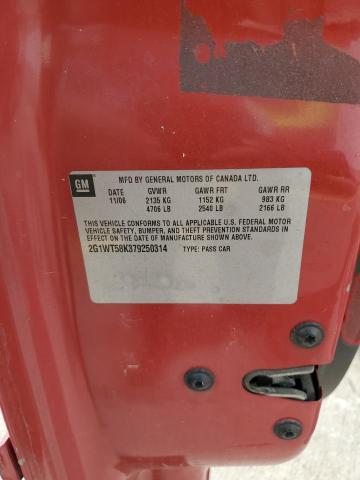 GM
MFD BY GENERAL MOTORS OF CANADA LTD.
DATE GVWR GAWR FRT GAWR RR
11/06 2135 KG 1152 KG 983 KG
4706 LB 2540 LB 2166 LB
THIS VEHICLE CONFORMS TO ALL APPLICABLE U.S. FEDERAL MOTOR
VEHICLE SAFETY, BUMPER, AND THEFT PREVENTION STANDARDS IN
EFFECT ON THE DATE OF MANUFACTURE SHOWN ABOVE.
2G1WT58K379250314 TYPE: PASS CAR